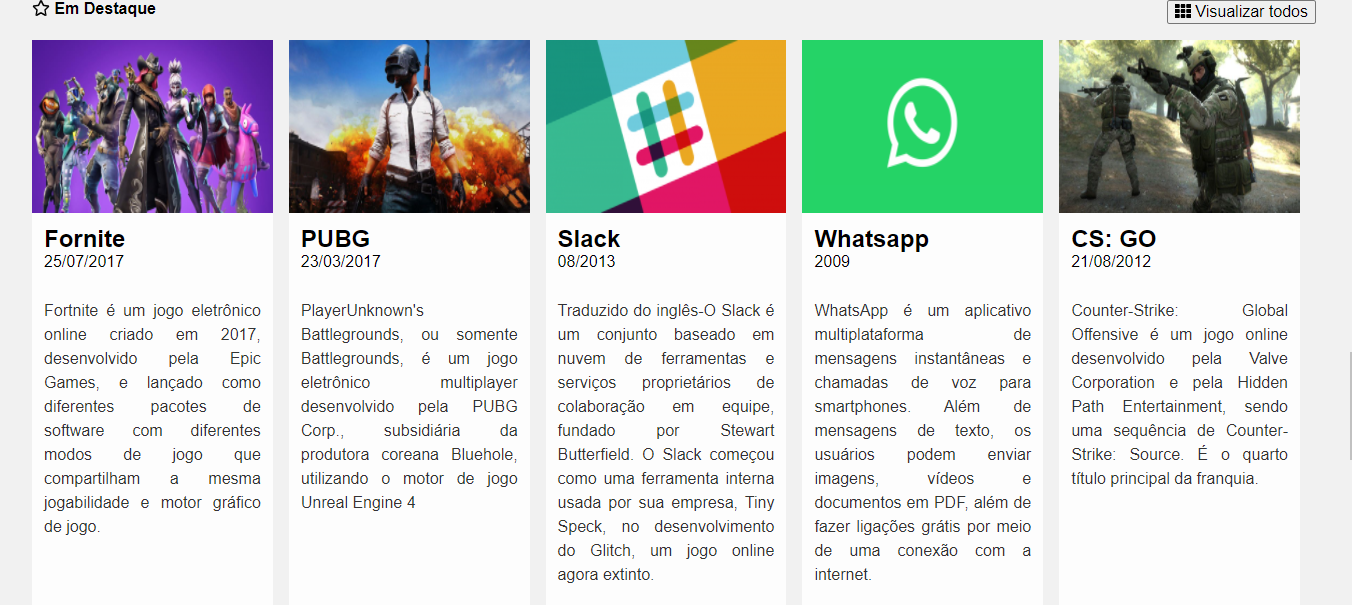 Em Destaque
Visualizar todos
Fornite
25/07/2017
Fortnite é um jogo eletrônico
online criado em 2017,
desenvolvido pela Epic
Games, e lançado como
diferentes pacotes de
software com diferentes
modos de jogo que
compartilham a mesma
jogabilidade e motor gráfico
de jogo.
PUBG
23/03/2017
PlayerUnknown's
Battlegrounds, ou somente
Battlegrounds, é um jogo
eletrônico multiplayer
desenvolvido pela PUBG
Corp., subsidiária da
produtora coreana Bluehole,
utilizando o motor de jogo
Unreal Engine 4
Slack
08/2013
Traduzido do inglês-O Slack é
um conjunto baseado em
nuvem de ferramentas e
serviços proprietários de
colaboração em equipe,
fundado por Stewart
Butterfield. O Slack começou
como uma ferramenta interna
usada por sua empresa, Tiny
Speck, no desenvolvimento
do Glitch, um jogo online
agora extinto.
Whatsapp
2009
WhatsApp é um aplicativo
multiplataforma de
mensagens instantâneas e
chamadas de voz para
smartphones. Além de
mensagens de texto, os
usuários podem enviar
imagens, vídeos e
documentos em PDF, além de
fazer ligações grátis por meio
de uma conexão com a
internet.
CS: GO
21/08/2012
Counter-Strike: Global
Offensive é um jogo online
desenvolvido pela Valve
Corporation e pela Hidden
Path Entertainment, sendo
uma sequência de Counter-
Strike: Source. É o quarto
título principal da franquia.